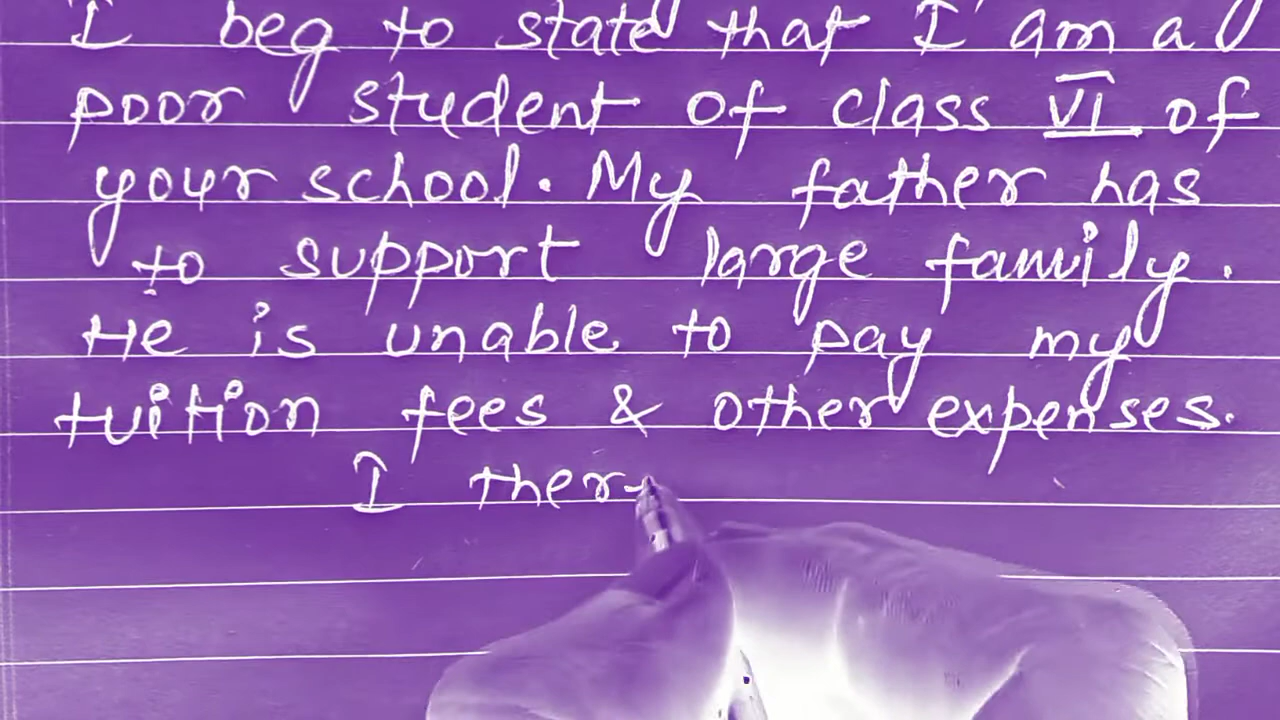 I beg to state that I am a
poor student of class VI of
your school. My father has
to support large family.
He is unable to pay my
tuition fees & other expenses.
I ther